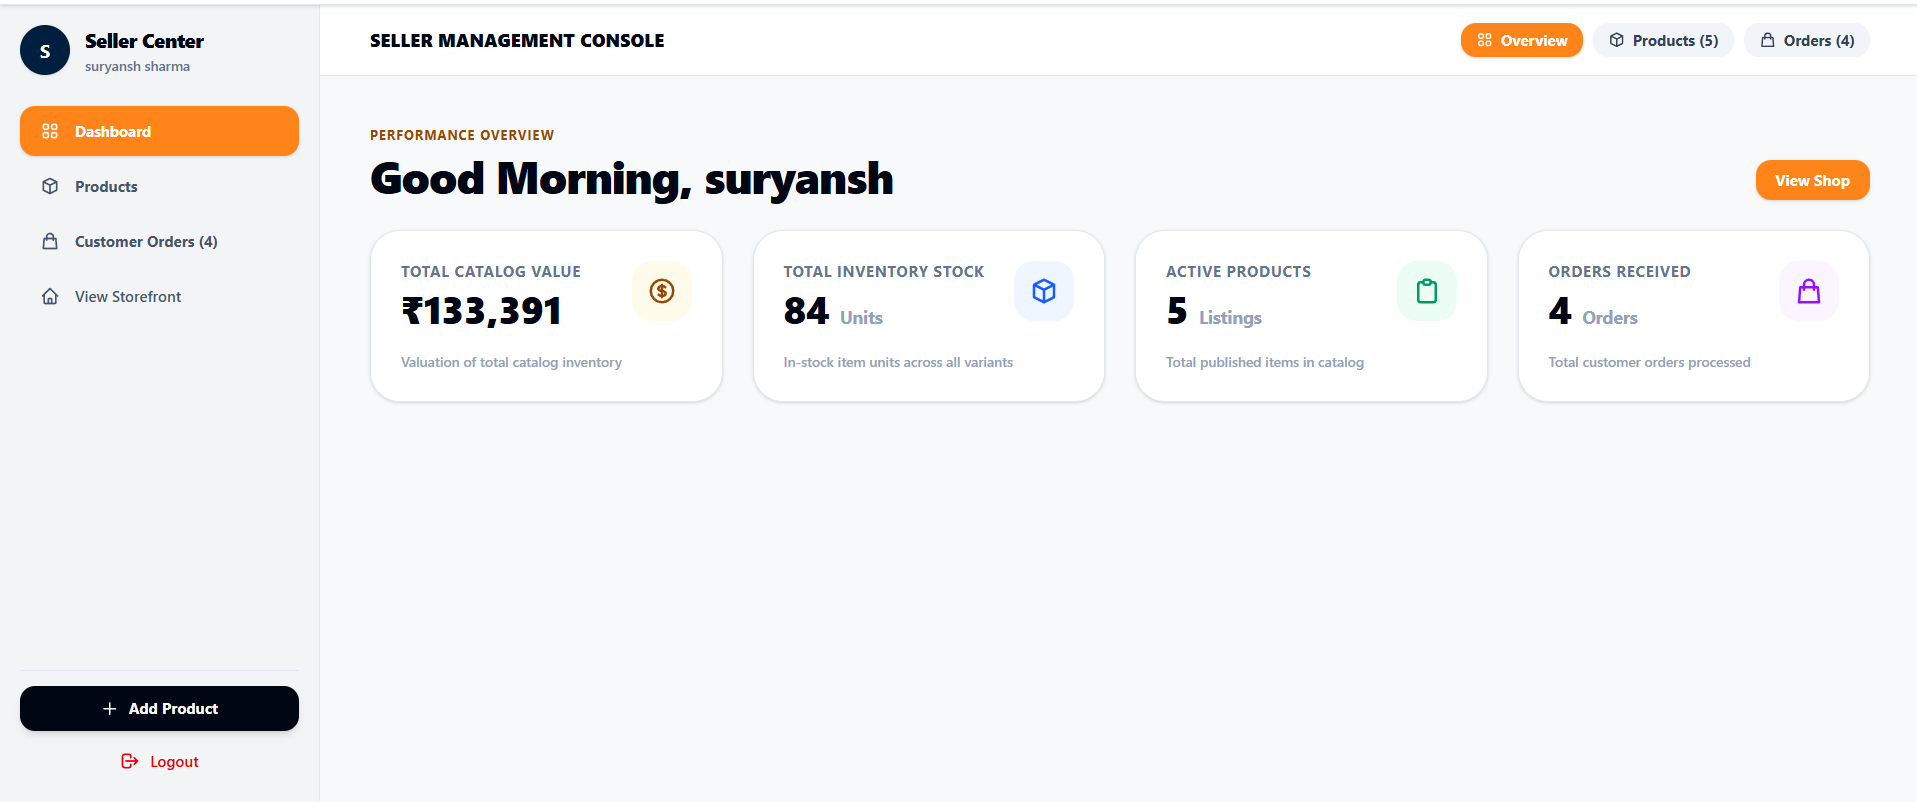 S
Seller Center
suryansh sharma
Dashboard
Products
Customer Orders (4)
View Storefront
Add Product
Logout
SELLER MANAGEMENT CONSOLE
Overview
Products (5)
Orders (4)
PERFORMANCE OVERVIEW
Good Morning, suryansh
View Shop
TOTAL CATALOG VALUE
₹133,391
Valuation of total catalog inventory
TOTAL INVENTORY STOCK
84 Units
In-stock item units across all variants
ACTIVE PRODUCTS
5 Listings
Total published items in catalog
ORDERS RECEIVED
4 Orders
Total customer orders processed